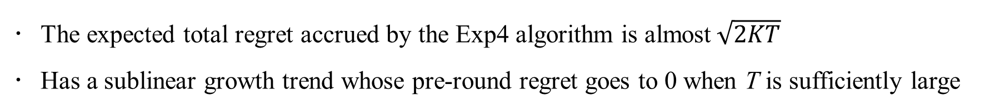 · The expected total regret accrued by the Exp4 algorithm is almost √2KT
· Has a sublinear growth trend whose pre-round regret goes to 0 when T is sufficiently large